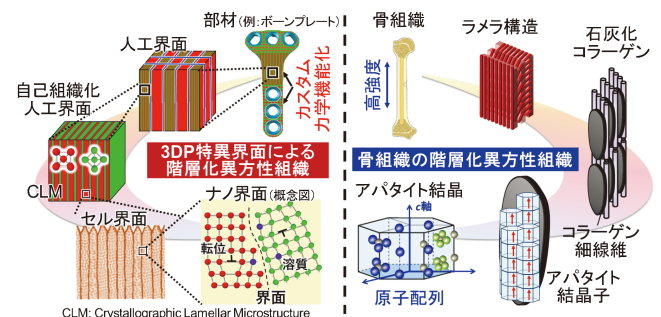 部材(例:ボーンプレート)
人工界面
カスタム
力学機能化
自己組織化
人工界面
CLM
3DP特異界面による
階層化異方性組織
セル界面
ナノ界面(概念図)
転位
溶質
界面
CLM: Crystallographic Lamellar Microstructure
骨組織
高強度
ラメラ構造
石灰化
コラーゲン
骨組織の階層化異方性組織
アパタイト結晶
c軸
原子配列
コラーゲン
細線維
アパタイト
結晶子